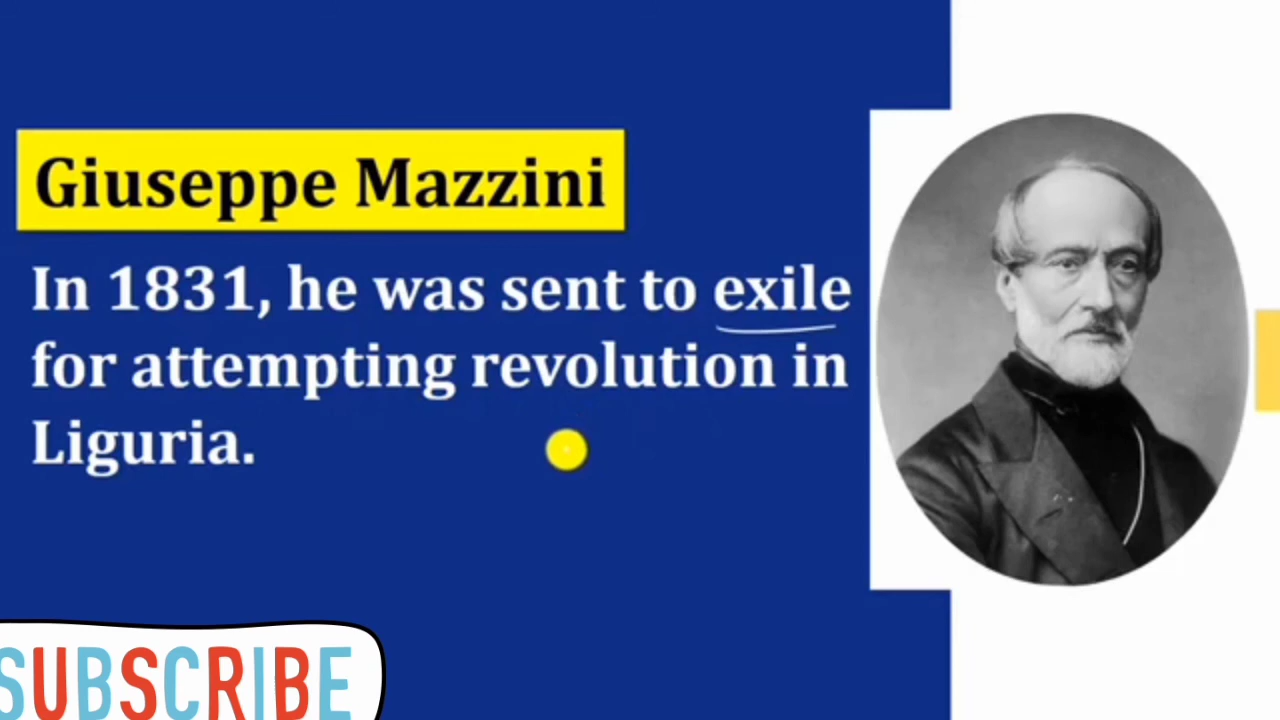 Giuseppe Mazzini
In 1831, he was sent to exile
for attempting revolution in
Liguria.
SUBSCRIBE